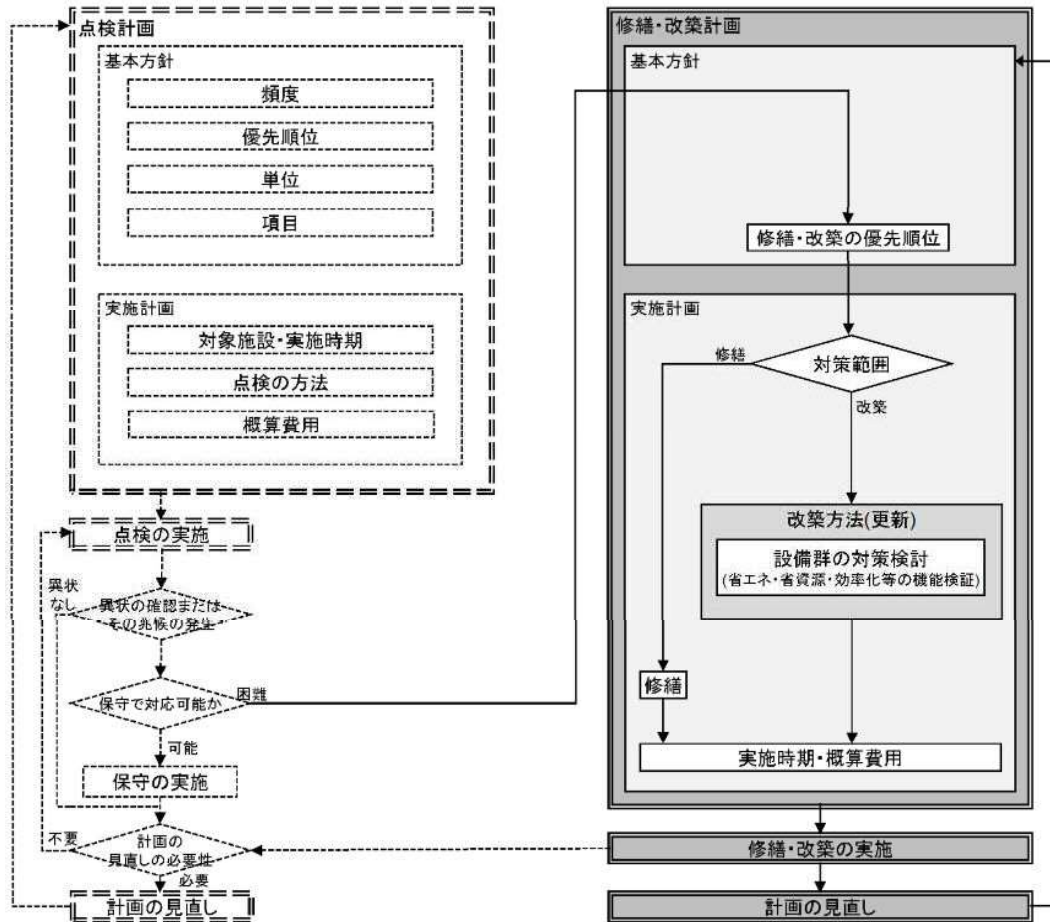 点検計画
基本方針
頻度
優先順位
単位
項目
実施計画
対象施設・実施時期
点検の方法
概算費用
点検の実施
異状
なし
異状の確認または
その兆候の発生
保守で対応可能か
困難
可能
保守の実施
不要
計画の
見直しの必要性
必要
計画の見直し
修繕・改築計画
基本方針
修繕・改築の優先順位
実施計画
修繕
対策範囲
改築
改築方法(更新)
設備群の対策検討
(省エネ・省資源・効率化等の機能検証)
修繕
実施時期・概算費用
修繕・改築の実施
計画の見直し